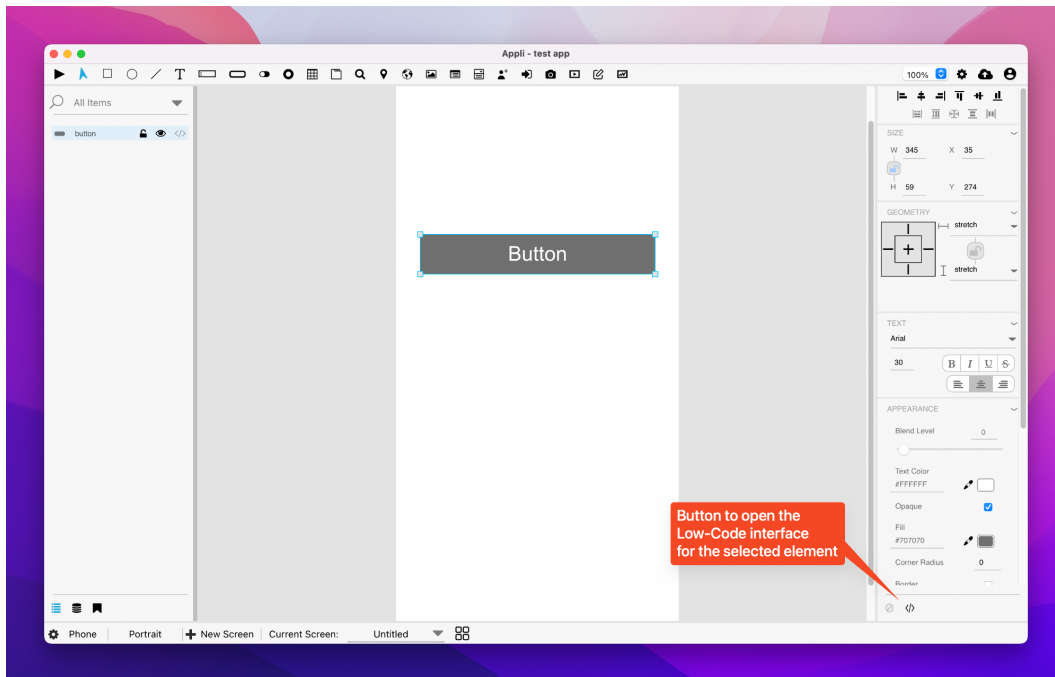 Appli - test app
T
100%
All Items
button </>
Button
SIZE
W 345 X 35
H 59 Y 274
GEOMETRY
stretch
stretch
TEXT
Arial
30 B I U S
APPEARANCE
Blend Level 0
Text Color
#FFFFFF
Opaque
Fill
#707070
Corner Radius 0
Border
Button to open the
Low-Code interface
for the selected element
</>
Phone Portrait New Screen Current Screen: Untitled